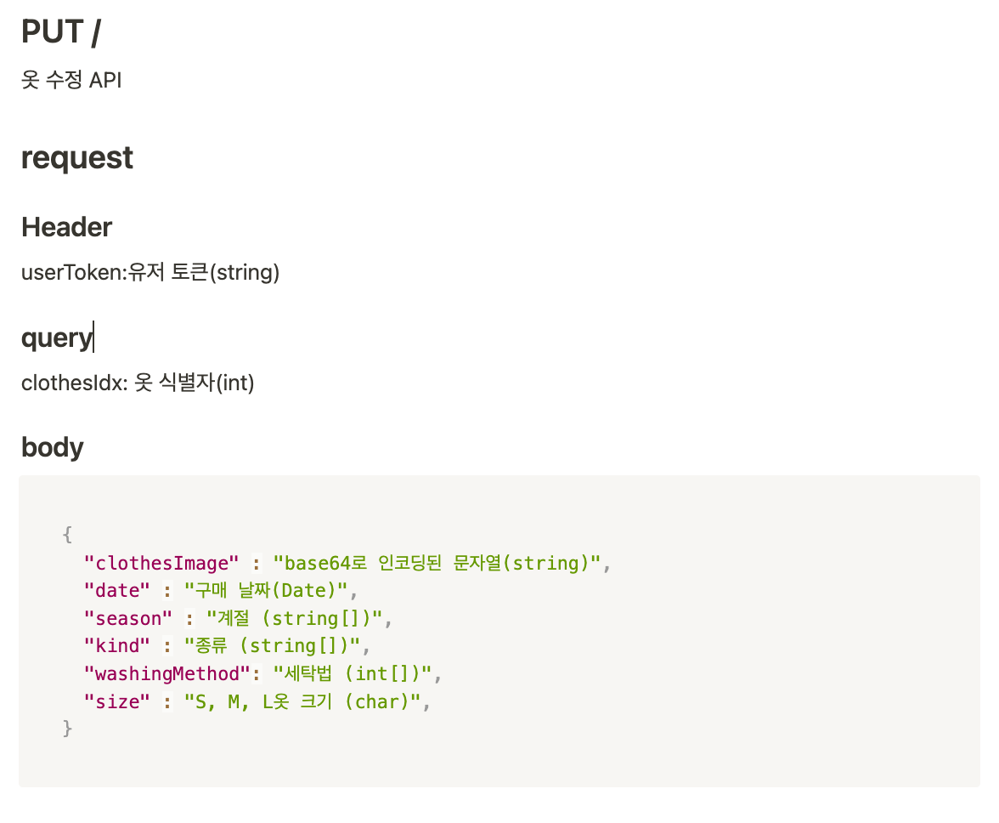 PUT /
옷 수정 API
request
Header
userToken:유저 토큰(string)
query
clothesIdx: 옷 식별자(int)
body
{
"clothesImage" : "base64로 인코딩된 문자열(string)",
"date" : "구매 날짜(Date)",
"season" : "계절 (string[])",
"kind" : "종류 (string[])",
"washingMethod": "세탁법 (int[])",
"size" : "S, M, L옷 크기 (char)",
}